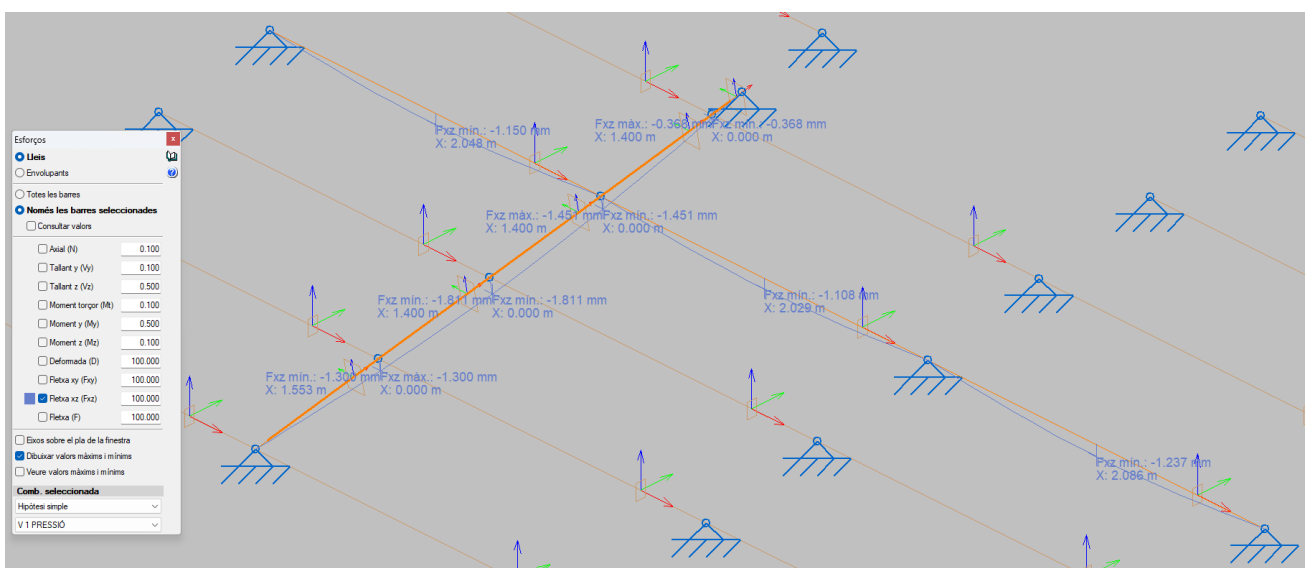 Esforços
Lleis
Envolupants
Totes les barres
Només les barres seleccionades
Consultar valors
Axial (N) 0.100
Tallant y (Vy) 0.100
Tallant z (Vz) 0.500
Moment torçor (Mt) 0.100
Moment y (My) 0.500
Moment z (Mz) 0.100
Deformada (D) 100.000
Fletxa xy (Fxy) 100.000
Fletxa xz (Fxz) 100.000
Fletxa (F) 100.000
Eixos sobre el pla de la finestra
Dibuixar valors màxims i mínims
Veure valors màxims i mínims
Comb. seleccionada
Hipòtesi simple
V 1 PRESSIÓ
Fxz mín.: -1.150 mm
X: 2.048 m
Fxz màx.: -0.368 mm
X: 1.400 m
Fxz mín.: -0.368 mm
X: 0.000 m
Fxz màx.: -1.451 mm
X: 1.400 m
Fxz mín.: -1.451 mm
X: 0.000 m
Fxz mín.: -1.811 mm
X: 1.400 m
Fxz mín.: -1.811 mm
X: 0.000 m
Fxz mín.: -1.108 mm
X: 2.029 m
Fxz mín.: -1.300 mm
X: 1.553 m
Fxz màx.: -1.300 mm
X: 0.000 m
Fxz mín.: -1.237 mm
X: 2.086 m